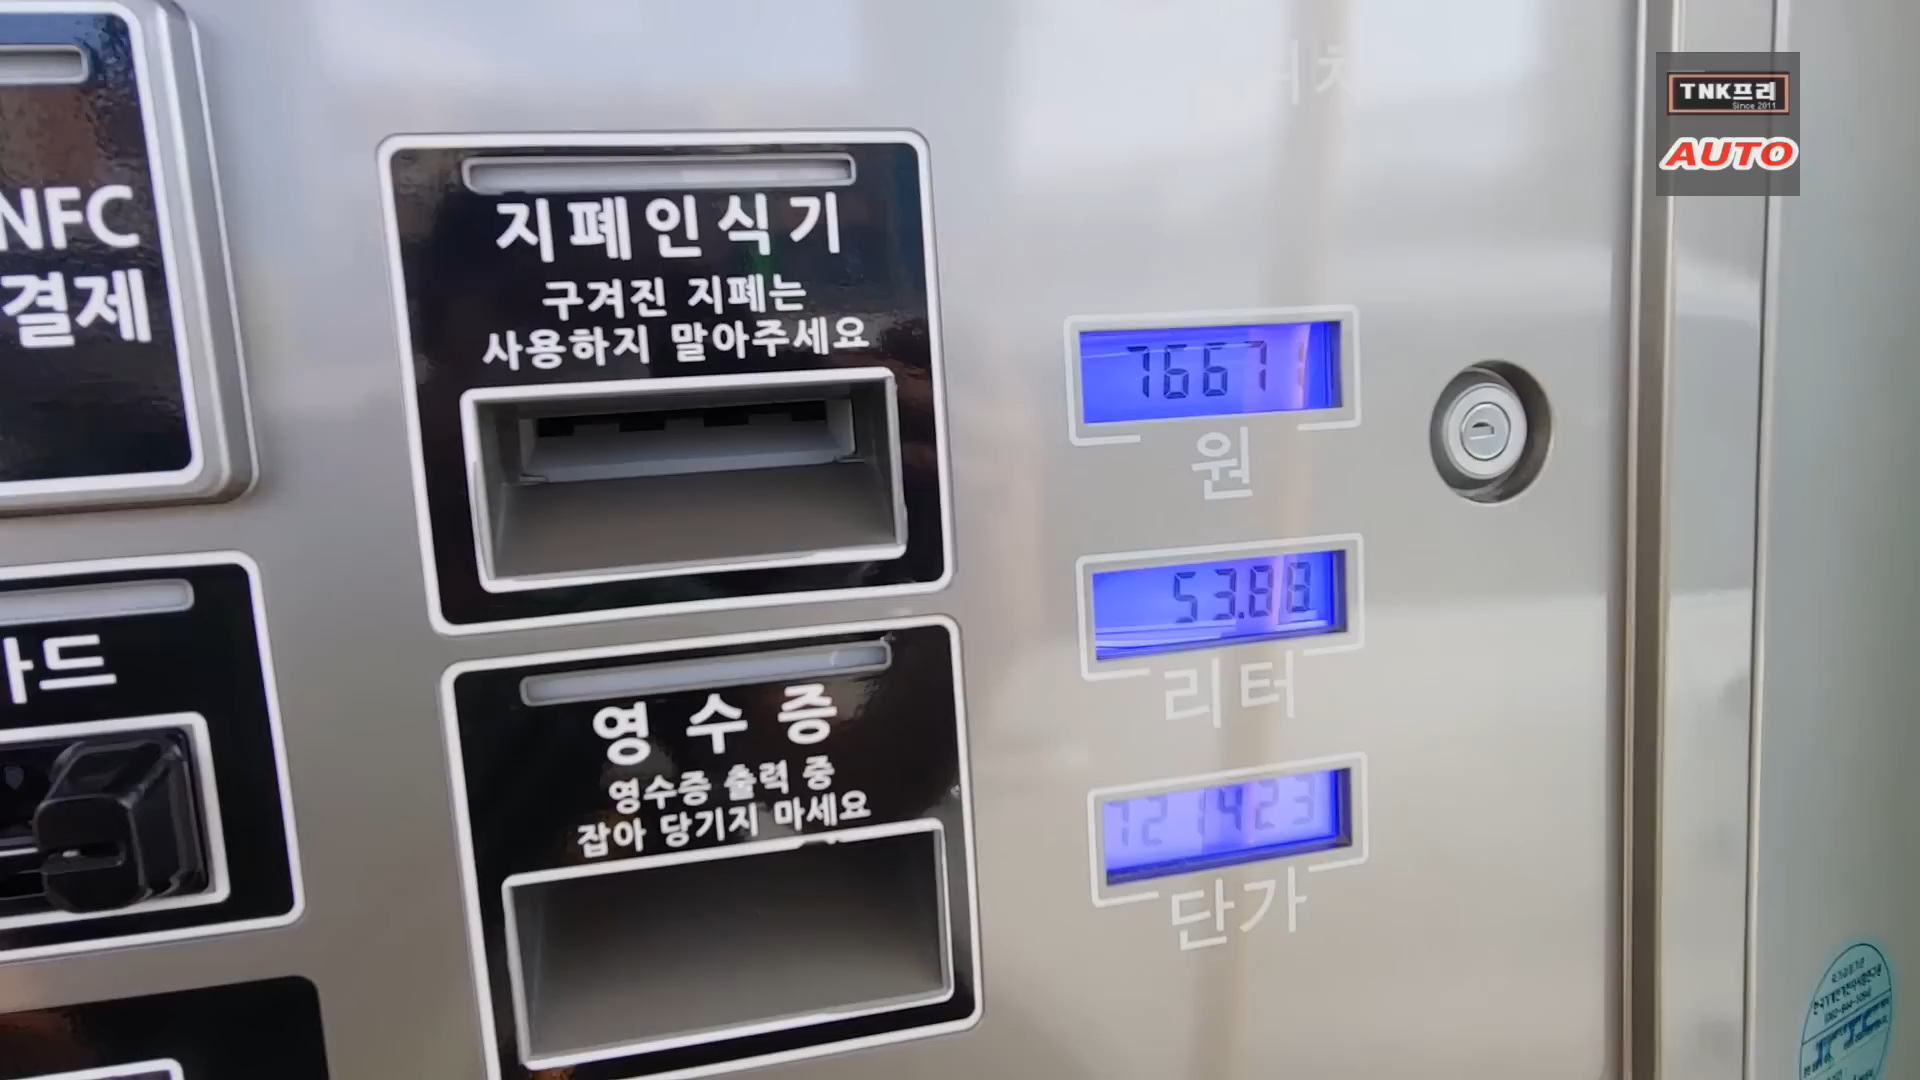 TNK프리
Since 2011
AUTO
NFC
결제
지폐인식기
구겨진 지폐는
사용하지 말아주세요
7667
원
53.88
리터
카드
영수증
영수증 출력 중
잡아 당기지 마세요
단가